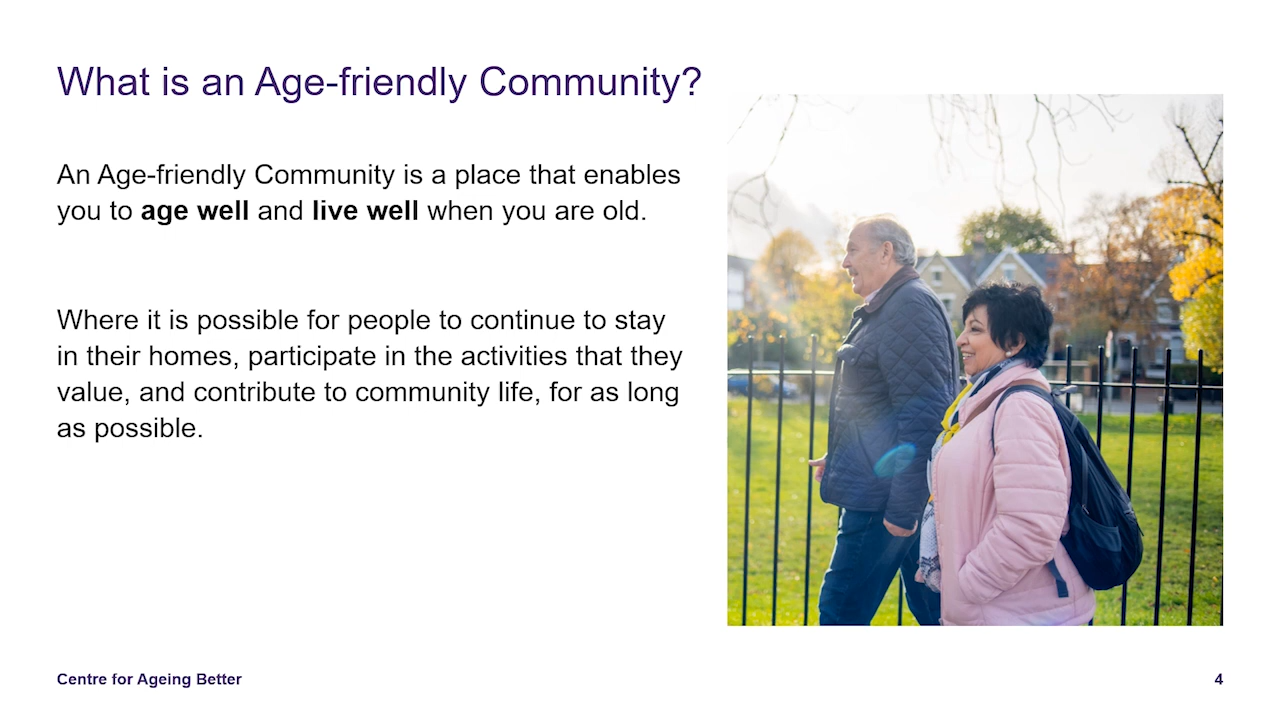 What is an Age-friendly Community?
An Age-friendly Community is a place that enables
you to age well and live well when you are old.
Where it is possible for people to continue to stay
in their homes, participate in the activities that they
value, and contribute to community life, for as long
as possible.
Centre for Ageing Better
4